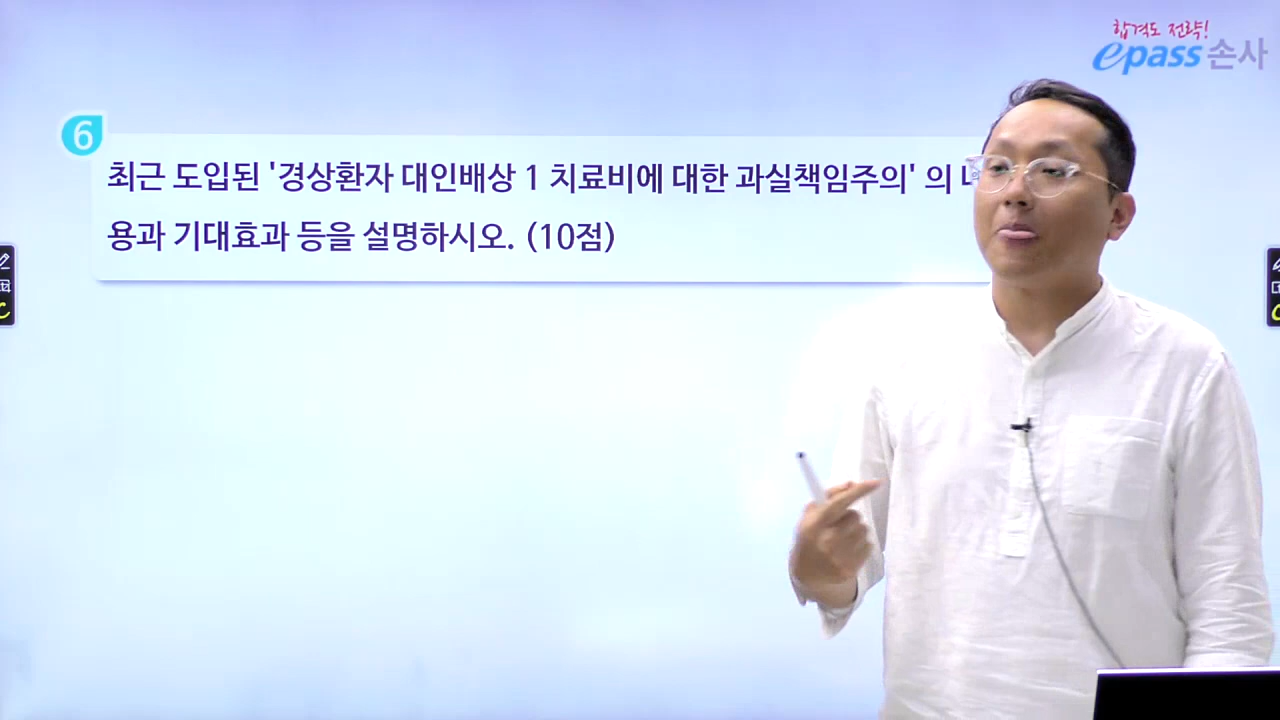 합격도 전략!
epass 손사
6
최근 도입된 '경상환자 대인배상 1 치료비에 대한 과실책임주의' 의
용과 기대효과 등을 설명하시오. (10점)